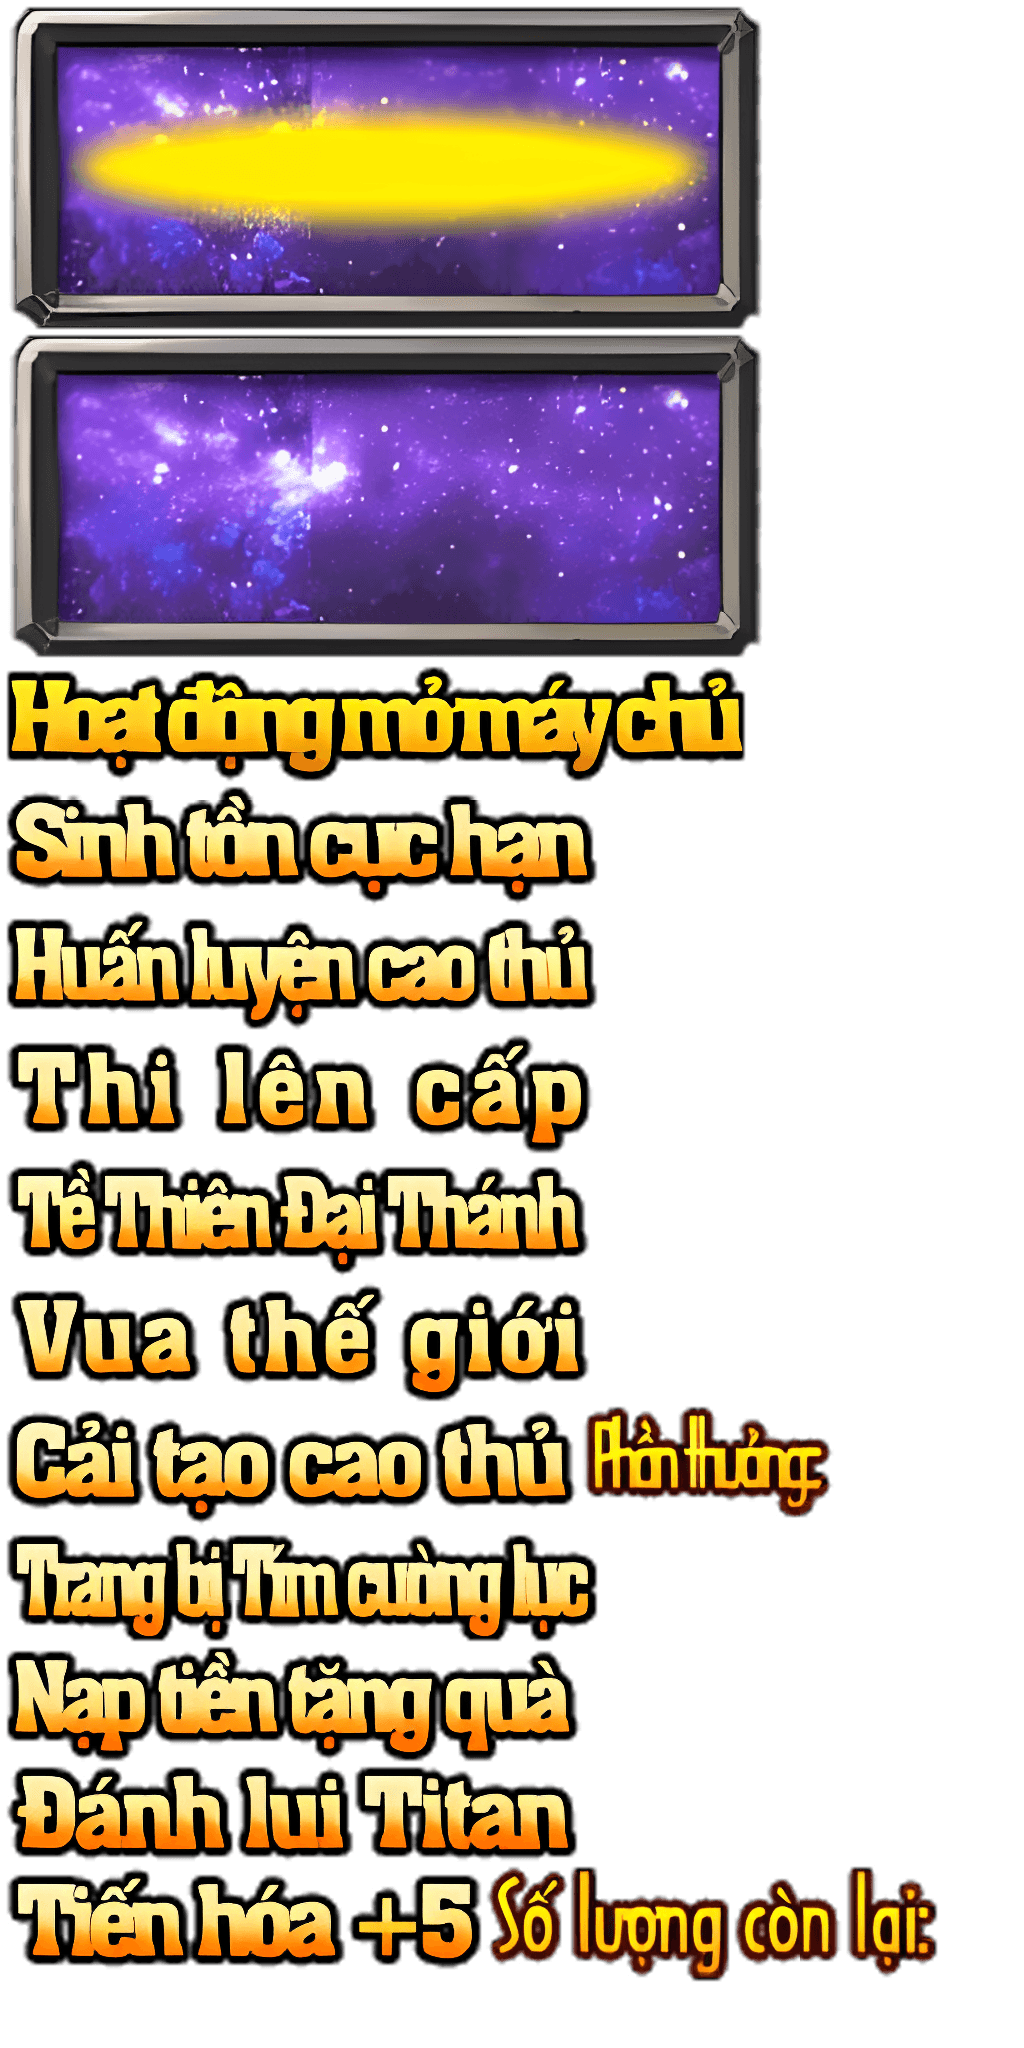 Hoạt động mở máy chủ
Sinh tồn cực hạn
Huấn luyện cao thủ
Thi lên cấp
Tề Thiên Đại Thánh
Vua thế giới
Cải tạo cao thủ
Phần thưởng:
Trang bị Tím cường lực
Nạp tiền tặng quà
Đánh lui Titan
Tiến hóa +5
Số lượng còn lại: